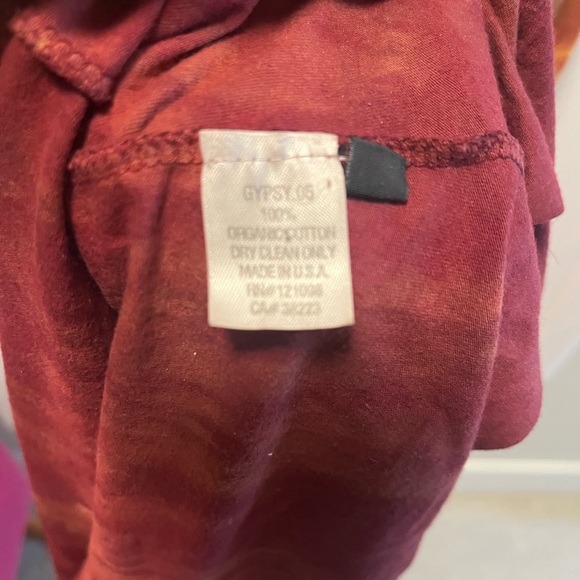 GYPSY 05
100%
ORGANIC COTTON
DRY CLEAN ONLY
MADE IN U.S.A.
RN# 121098
CA# 38223